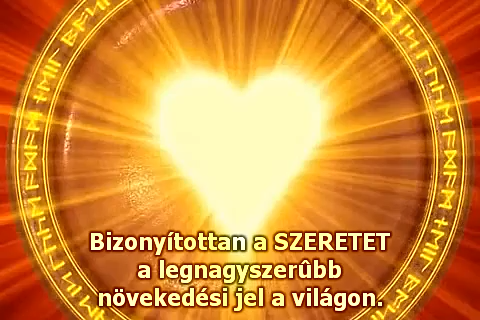 Bizonyítottan a SZERETET
a legnagyszerûbb
növekedési jel a világon.